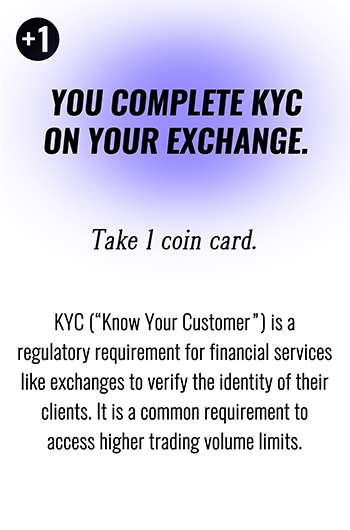 +1
YOU COMPLETE KYC
ON YOUR EXCHANGE.
Take 1 coin card.
KYC (“Know Your Customer”) is a
regulatory requirement for financial services
like exchanges to verify the identity of their
clients. It is a common requirement to
access higher trading volume limits.